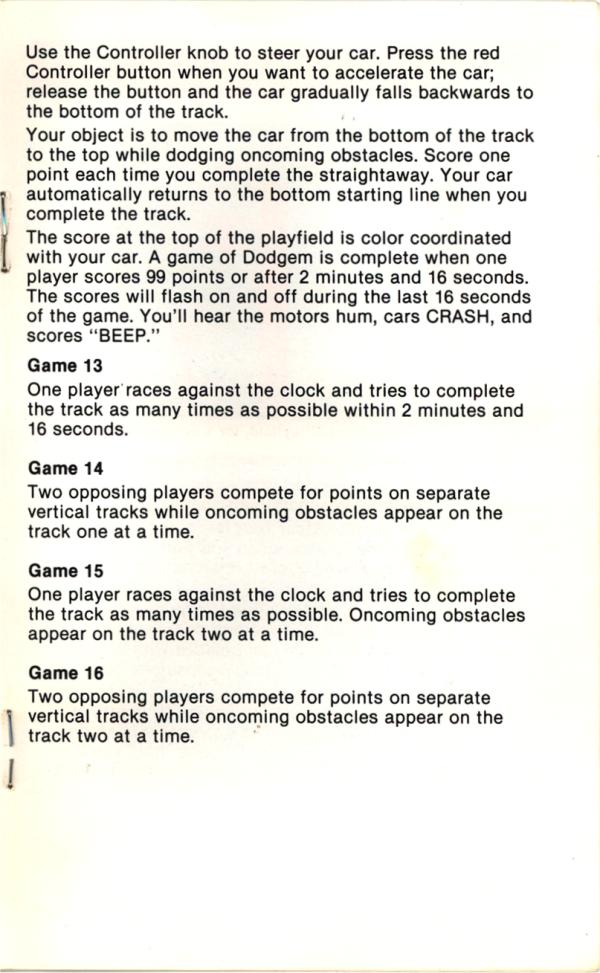 Use the Controller knob to steer your car. Press the red
Controller button when you want to accelerate the car;
release the button and the car gradually falls backwards to
the bottom of the track.
Your object is to move the car from the bottom of the track
to the top while dodging oncoming obstacles. Score one
point each time you complete the straightaway. Your car
automatically returns to the bottom starting line when you
complete the track.
The score at the top of the playfield is color coordinated
with your car. A game of Dodgem is complete when one
player scores 99 points or after 2 minutes and 16 seconds.
The scores will flash on and off during the last 16 seconds
of the game. You'll hear the motors hum, cars CRASH, and
scores “BEEP.”
Game 13
One player races against the clock and tries to complete
the track as many times as possible within 2 minutes and
16 seconds.
Game 14
Two opposing players compete for points on separate
vertical tracks while oncoming obstacles appear on the
track one at a time.
Game 15
One player races against the clock and tries to complete
the track as many times as possible. Oncoming obstacles
appear on the track two at a time.
Game 16
Two opposing players compete for points on separate
vertical tracks while oncoming obstacles appear on the
track two at a time.